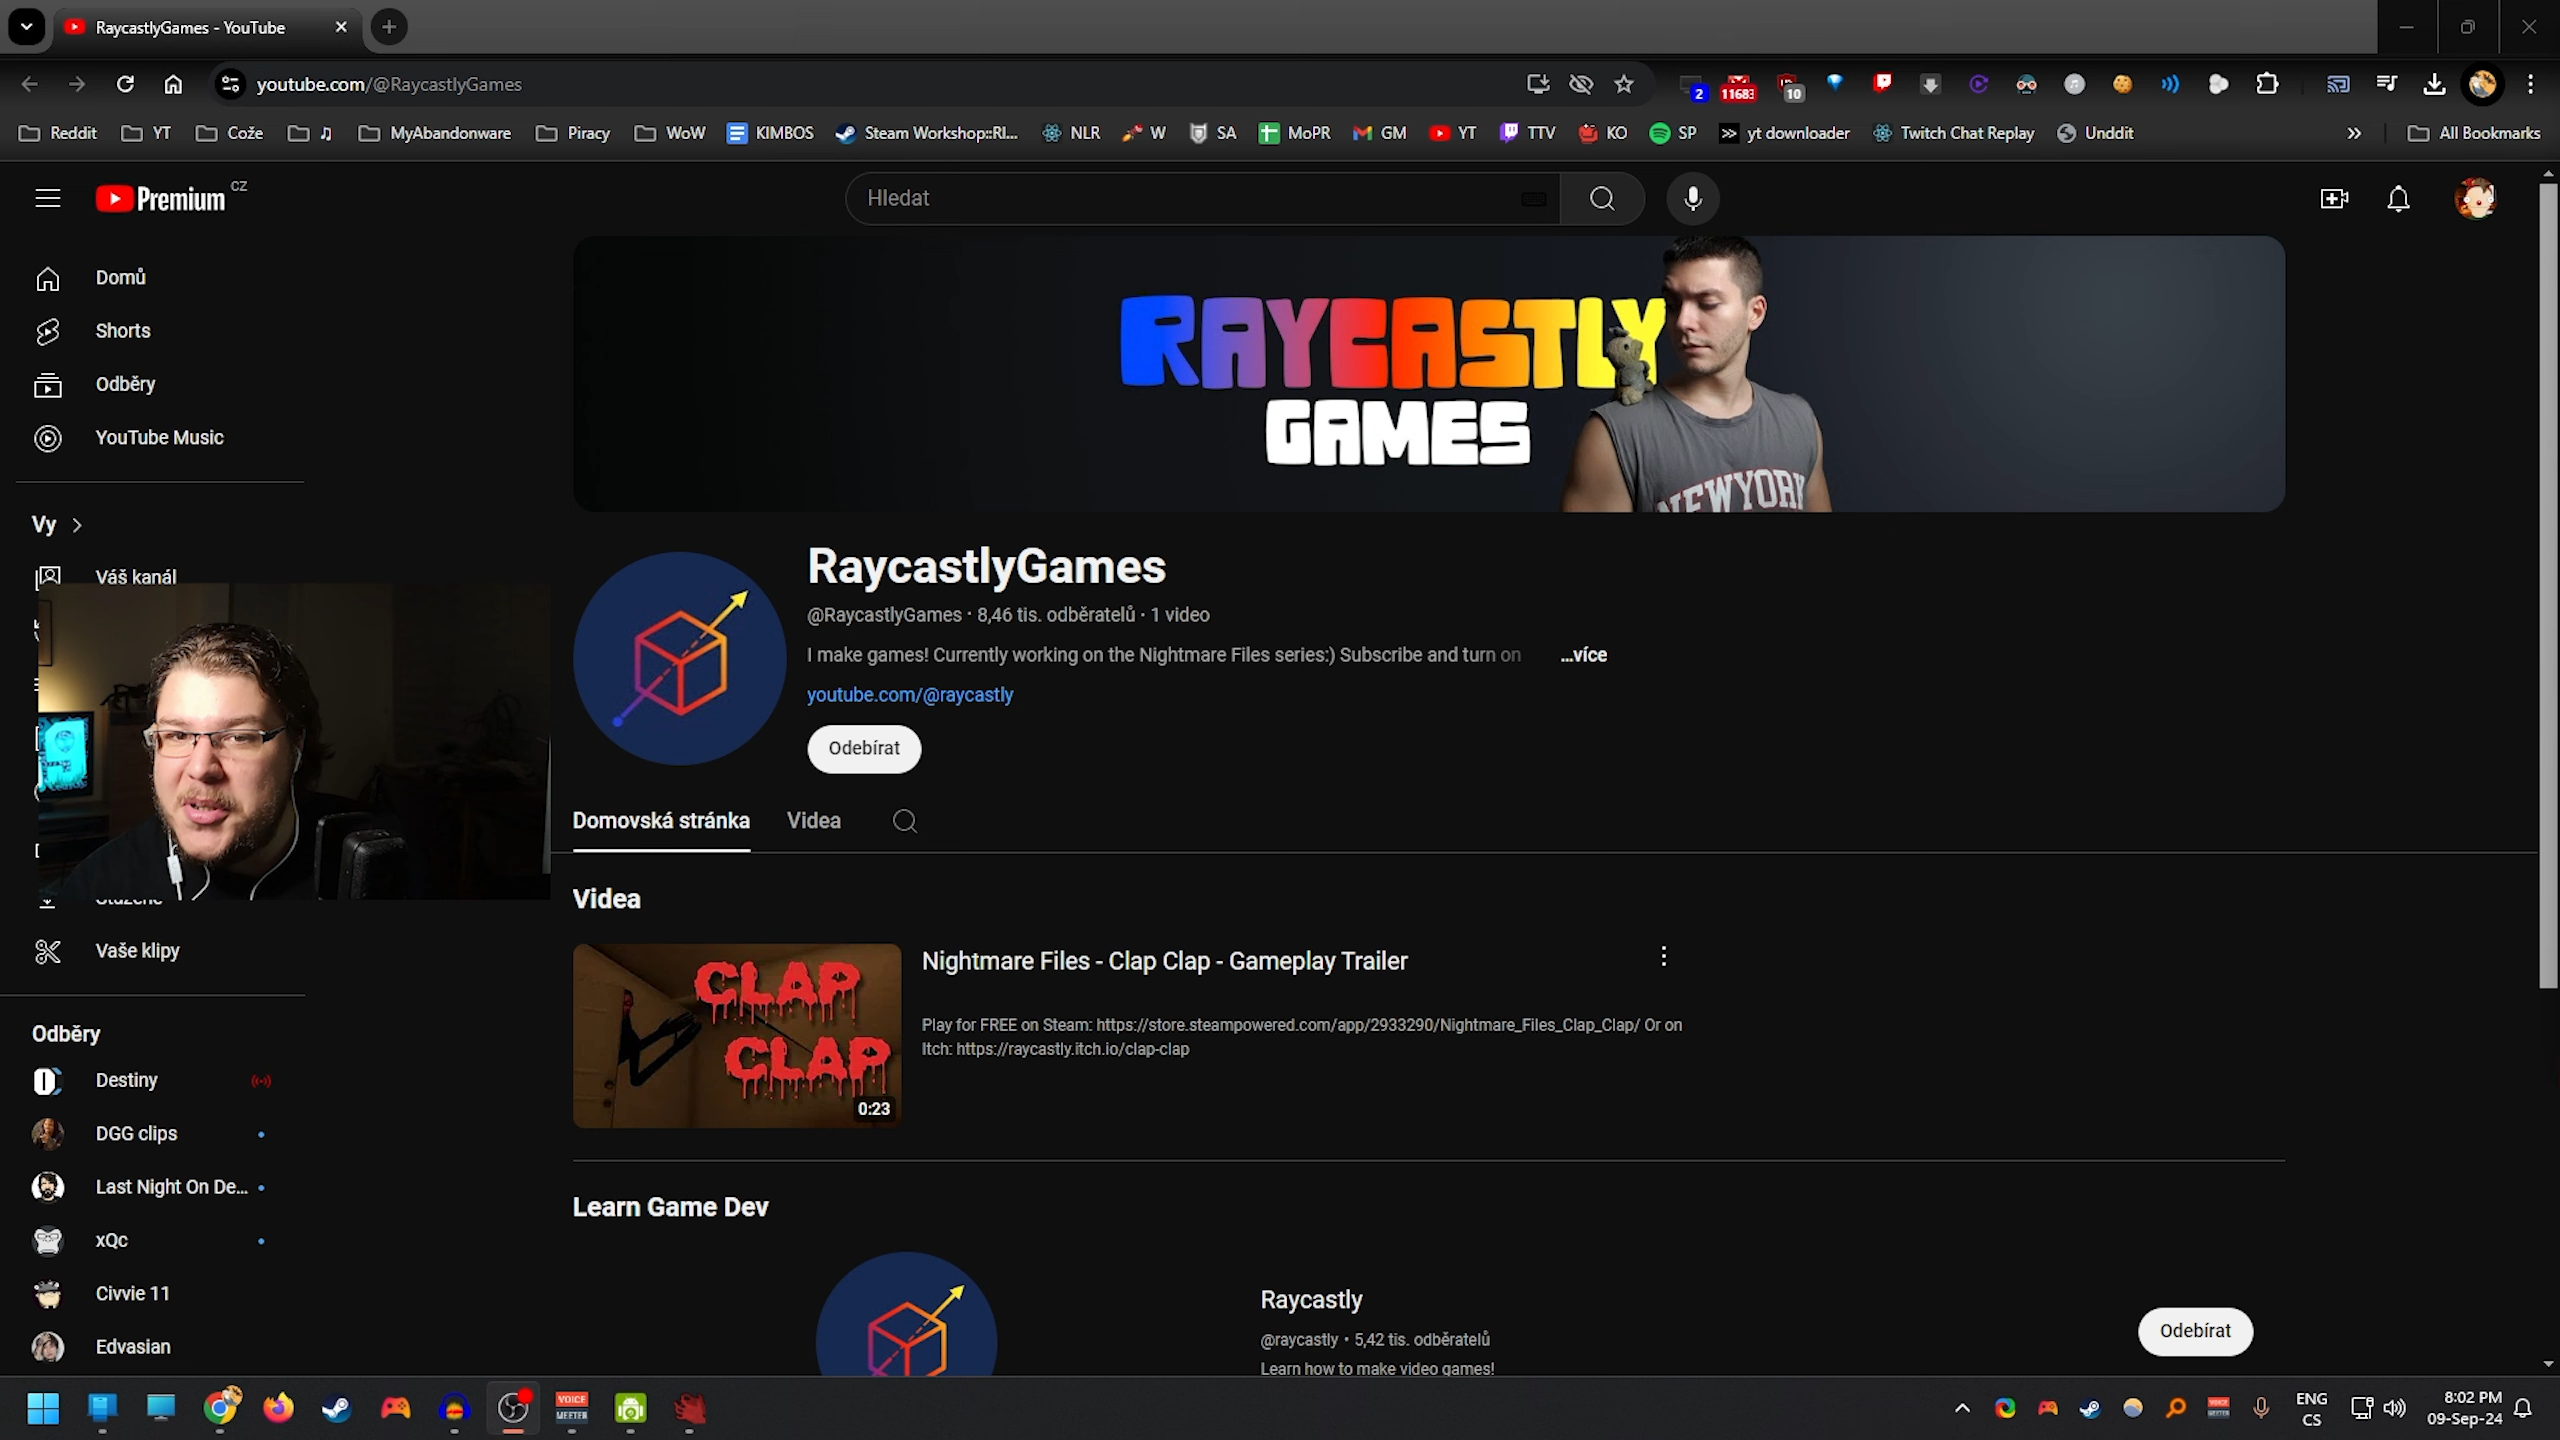 RaycastlyGames - YouTube
youtube.com/@RaycastlyGames
2
11683
10
Reddit
YT
Cože
♫
MyAbandonware
Piracy
WoW
KIMBOS
Steam Workshop::RI...
NLR
W
SA
MoPR
GM
YT
TTV
KO
SP
yt downloader
Twitch Chat Replay
Unddit
All Bookmarks
Premium CZ
Hledat
Domů
Shorts
Odběry
YouTube Music
Vy
Váš kanál
Vaše klipy
Odběry
Destiny
DGG clips
Last Night On De...
xQc
Civvie 11
Edvasian
RAYCASTLY
GAMES
NEWYORK
RaycastlyGames
@RaycastlyGames · 8,46 tis. odběratelů · 1 video
I make games! Currently working on the Nightmare Files series:) Subscribe and turn on ...více
youtube.com/@raycastly
Odebírat
Domovská stránka
Videa
Videa
CLAP
CLAP
0:23
Nightmare Files - Clap Clap - Gameplay Trailer
Play for FREE on Steam: https://store.steampowered.com/app/2933290/Nightmare_Files_Clap_Clap/ Or on
Itch: https://raycastly.itch.io/clap-clap
Learn Game Dev
Raycastly
@raycastly · 5,42 tis. odběratelů
Learn how to make video games!
Odebírat
VOICE
MEETER
ENG
CS
8:02 PM
09-Sep-24